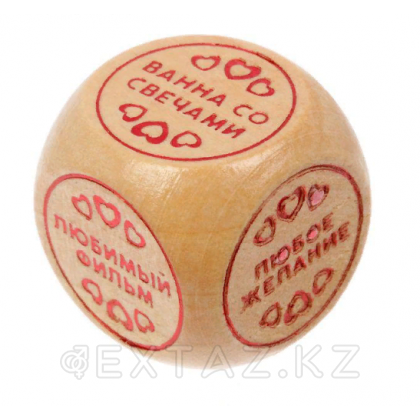 ВАННА СО
СВЕЧАМИ
ЛЮБИМЫЙ
ФИЛЬМ
ЛЮБОЕ
ЖЕЛАНИЕ
EXTAZ.KZ